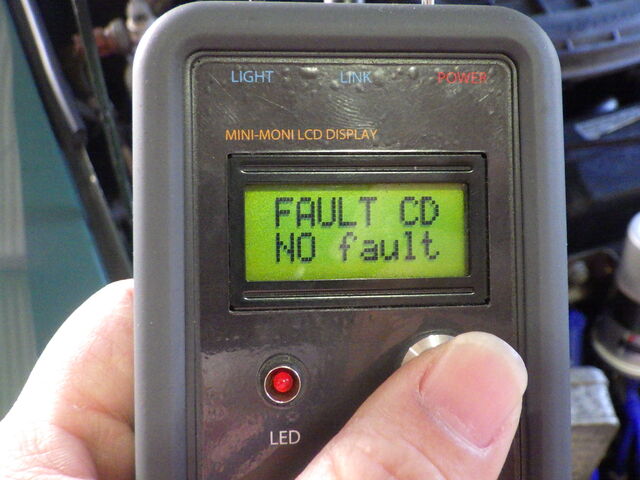 LIGHT LINK POWER
MINI-MONI LCD DISPLAY
FAULT CD
NO fault
LED